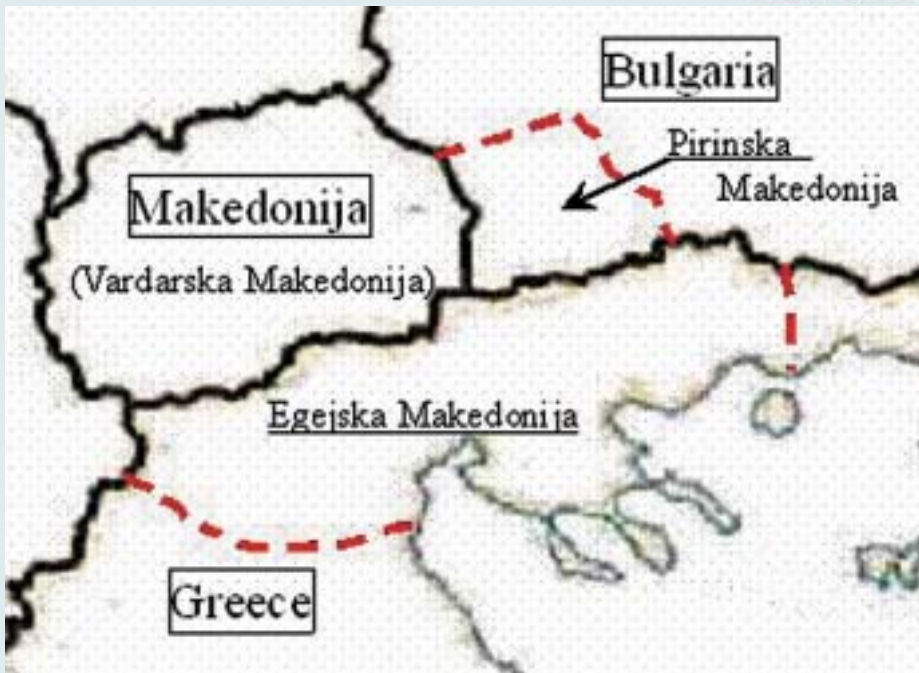 Bulgaria
Pirinska
Makedonija
Makedonija
(Vardarska Makedonija)
Egejska Makedonija
Greece